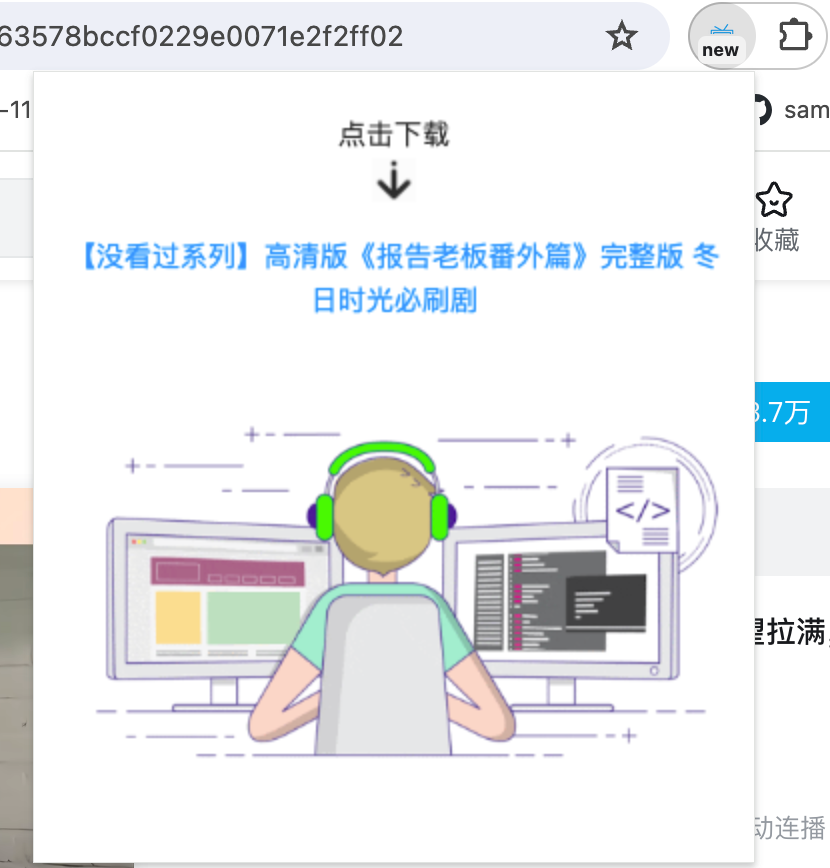 63578bccf0229e0071e2f2ff02
new
-11
sam
点击下载
收藏
【没看过系列】高清版《报告老板番外篇》完整版 冬
日时光必刷剧
3.7万
</>
望拉满
动连播